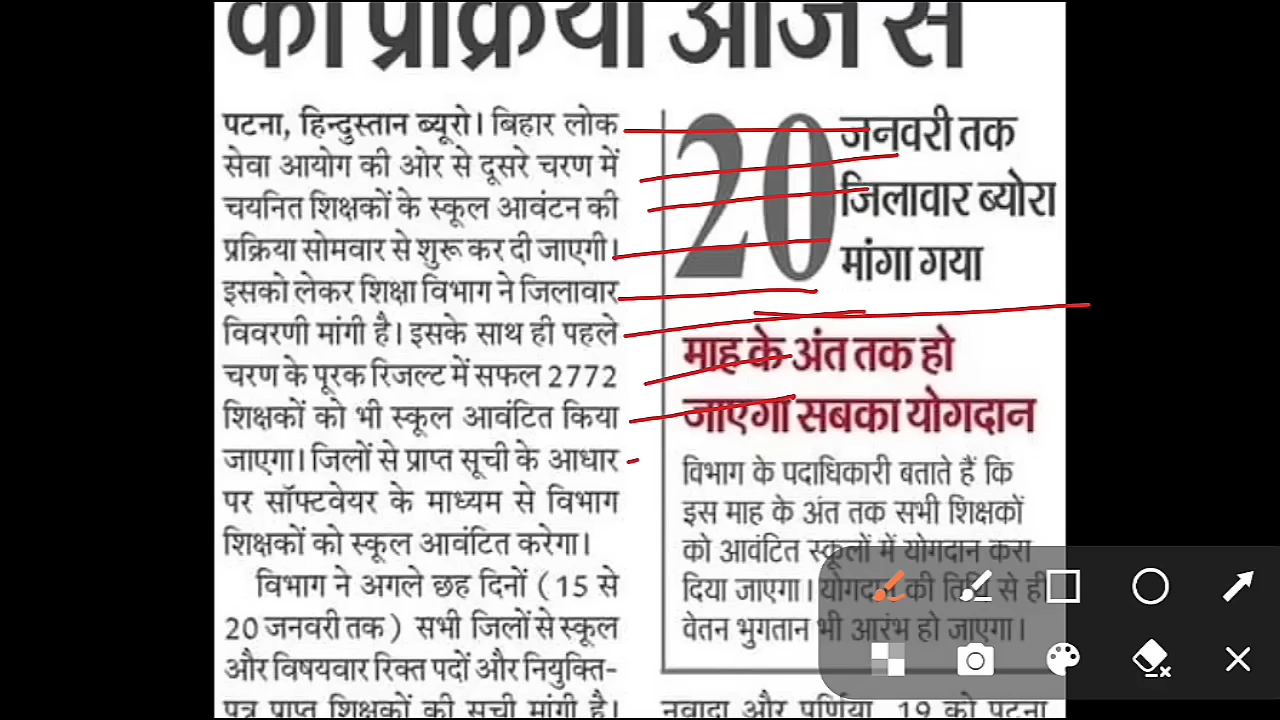 की प्रक्रिया आज से
पटना, हिन्दुस्तान ब्यूरो। बिहार लोक
सेवा आयोग की ओर से दूसरे चरण में
चयनित शिक्षकों के स्कूल आवंटन की
प्रक्रिया सोमवार से शुरू कर दी जाएगी।
इसको लेकर शिक्षा विभाग ने जिलावार
विवरणी मांगी है। इसके साथ ही पहले
चरण के पूरक रिजल्ट में सफल 2772
शिक्षकों को भी स्कूल आवंटित किया
जाएगा। जिलों से प्राप्त सूची के आधार
पर सॉफ्टवेयर के माध्यम से विभाग
शिक्षकों को स्कूल आवंटित करेगा।
विभाग ने अगले छह दिनों (15 से
20 जनवरी तक) सभी जिलों से स्कूल
और विषयवार रिक्त पदों और नियुक्ति-
पत्र प्राप्त शिक्षकों की सूची मांगी है।
20 जनवरी तक
जिलावार ब्योरा
मांगा गया
माह के अंत तक हो
जाएगा सबका योगदान
विभाग के पदाधिकारी बताते हैं कि
इस माह के अंत तक सभी शिक्षकों
को आवंटित स्कूलों में योगदान करा
दिया जाएगा। योगदान की तिथि से ही
वेतन भुगतान भी आरंभ हो जाएगा।
नवादा और पूर्णिया, 19 को पटना